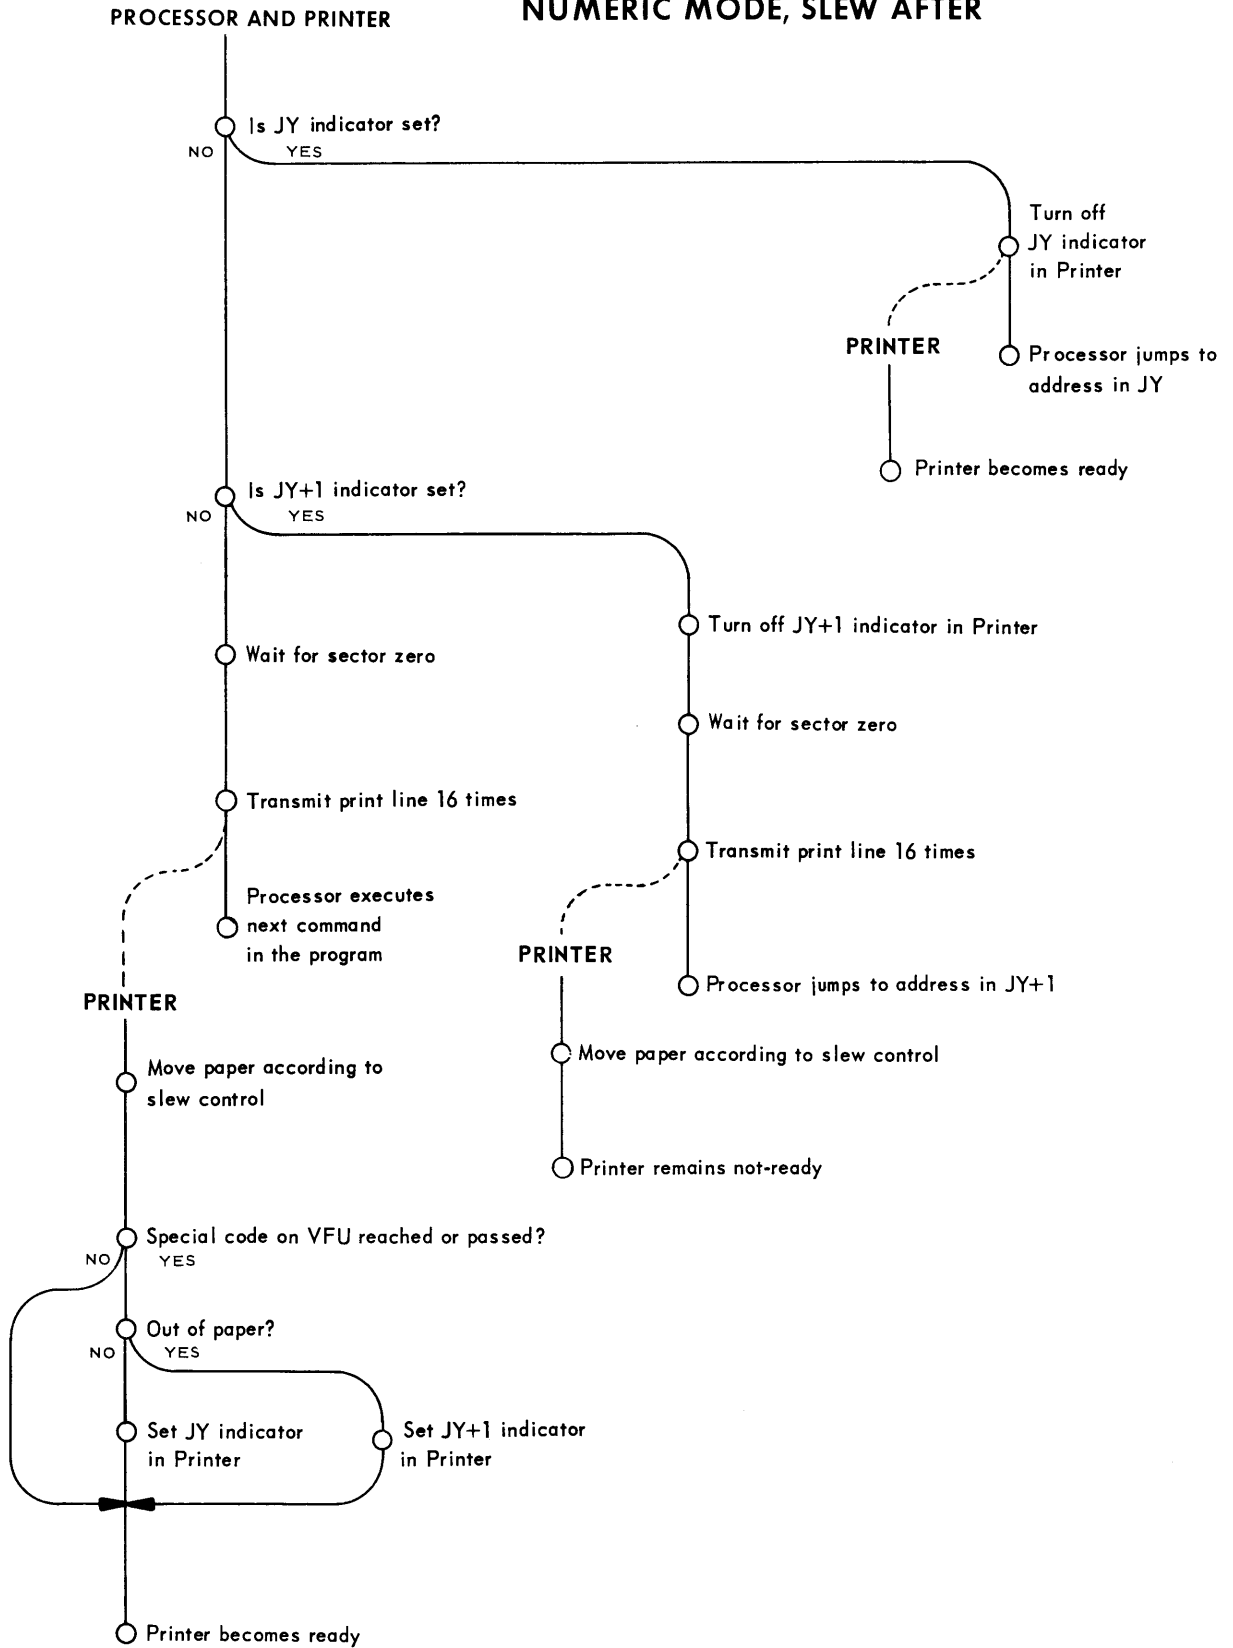 NUMERIC MODE, SLEW AFTER
PROCESSOR AND PRINTER
Is JY indicator set?
NO YES
Turn off
JY indicator
in Printer
PRINTER
Processor jumps to
address in JY
Printer becomes ready
Is JY+1 indicator set?
NO YES
Turn off JY+1 indicator in Printer
Wait for sector zero
Wait for sector zero
Transmit print line 16 times
Transmit print line 16 times
Processor executes
next command
in the program
PRINTER
Processor jumps to address in JY+1
PRINTER
Move paper according to slew control
Move paper according to
slew control
Printer remains not-ready
Special code on VFU reached or passed?
NO YES
Out of paper?
NO YES
Set JY indicator
in Printer
Set JY+1 indicator
in Printer
Printer becomes ready